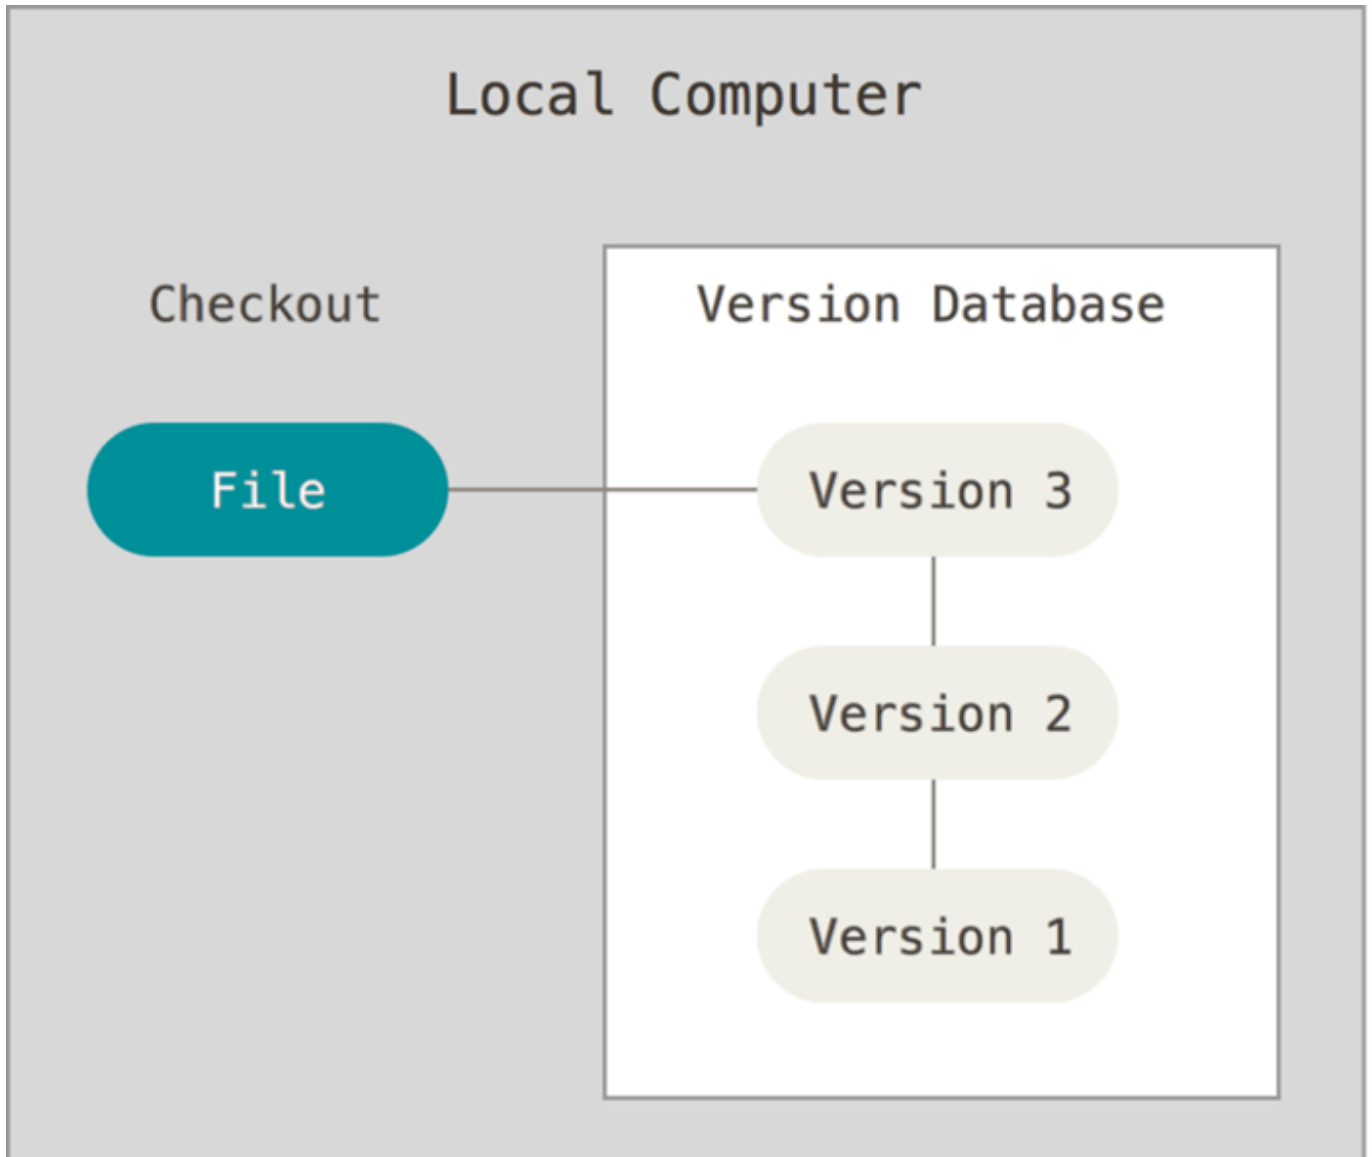 Local Computer
Checkout
Version Database
File
Version 3
Version 2
Version 1